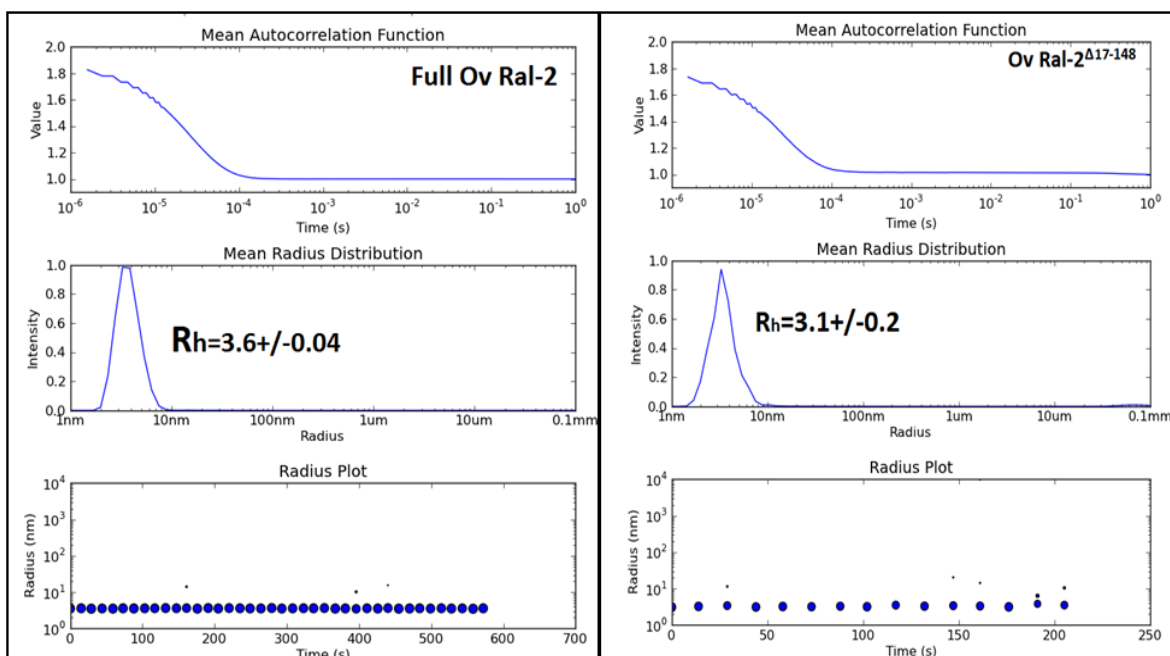 Mean Autocorrelation Function
Full Ov Ral-2
Value
2.0
1.8
1.6
1.4
1.2
1.0
10⁻⁶ 10⁻⁵ 10⁻⁴ 10⁻³ 10⁻² 10⁻¹ 10⁰
Time (s)
Mean Radius Distribution
Rh=3.6+/-0.04
Intensity
1.0
0.8
0.6
0.4
0.2
0.0
1nm 10nm 100nm 1um 10um 0.1mm
Radius
Radius Plot
Radius (nm)
10⁴
10³
10²
10¹
10⁰
0 100 200 300 400 500 600 700
Time (s)
Mean Autocorrelation Function
Ov Ral-2Δ17-148
Value
2.0
1.8
1.6
1.4
1.2
1.0
10⁻⁶ 10⁻⁵ 10⁻⁴ 10⁻³ 10⁻² 10⁻¹ 10⁰
Time (s)
Mean Radius Distribution
Rh=3.1+/-0.2
Intensity
1.0
0.8
0.6
0.4
0.2
0.0
1nm 10nm 100nm 1um 10um 0.1mm
Radius
Radius Plot
Radius (nm)
10⁴
10³
10²
10¹
10⁰
0 50 100 150 200 250
Time (s)